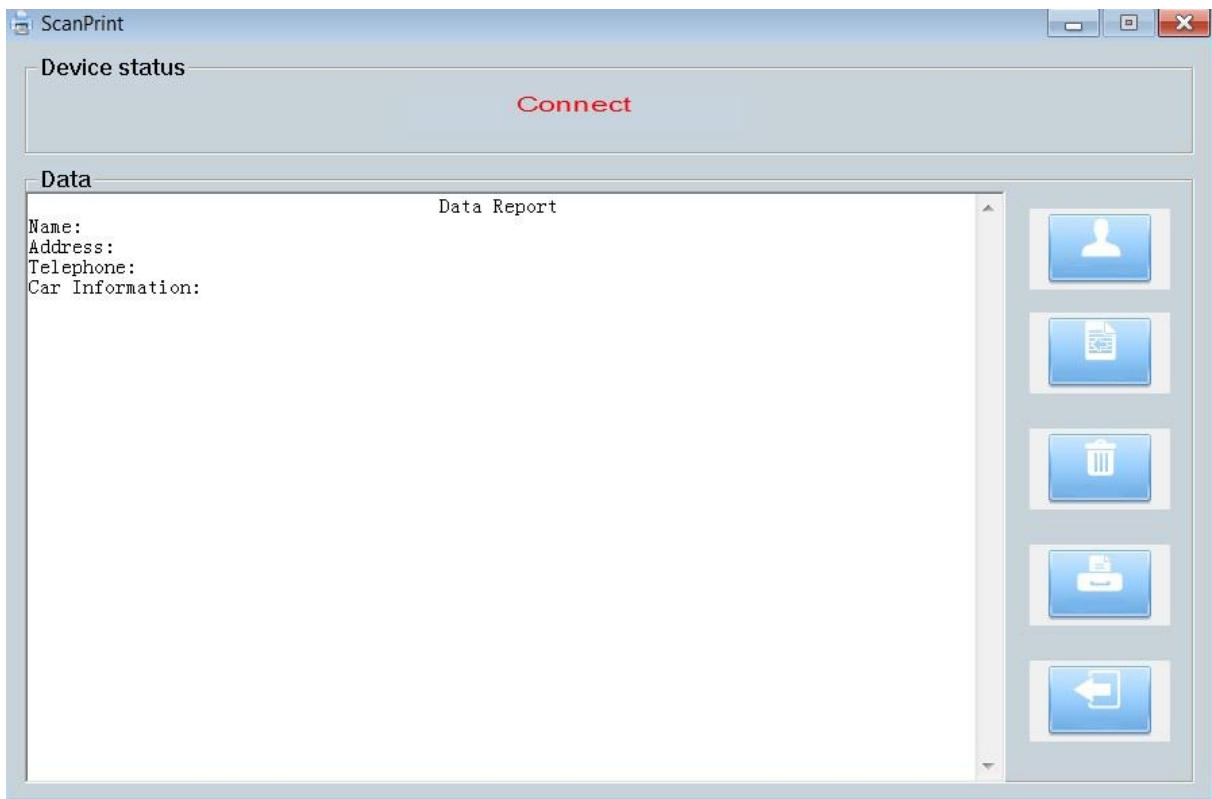 ScanPrint
Device status
Connect
Data
Data Report
Name:
Address:
Telephone:
Car Information: